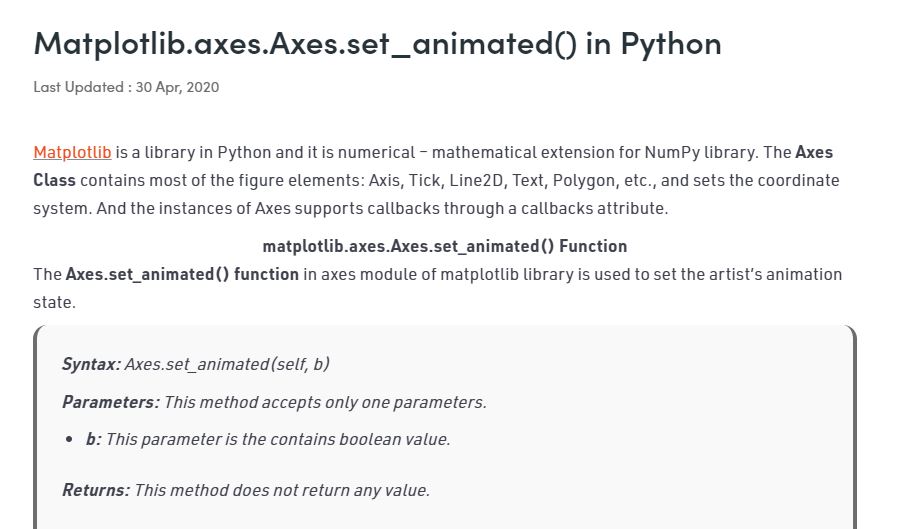 Matplotlib.axes.Axes.set_animated() in Python
Last Updated : 30 Apr, 2020
Matplotlib is a library in Python and it is numerical – mathematical extension for NumPy library. The Axes
Class contains most of the figure elements: Axis, Tick, Line2D, Text, Polygon, etc., and sets the coordinate
system. And the instances of Axes supports callbacks through a callbacks attribute.
matplotlib.axes.Axes.set_animated() Function
The Axes.set_animated() function in axes module of matplotlib library is used to set the artist's animation
state.
Syntax: Axes.set_animated(self, b)
Parameters: This method accepts only one parameters.
• b: This parameter is the contains boolean value.
Returns: This method does not return any value.